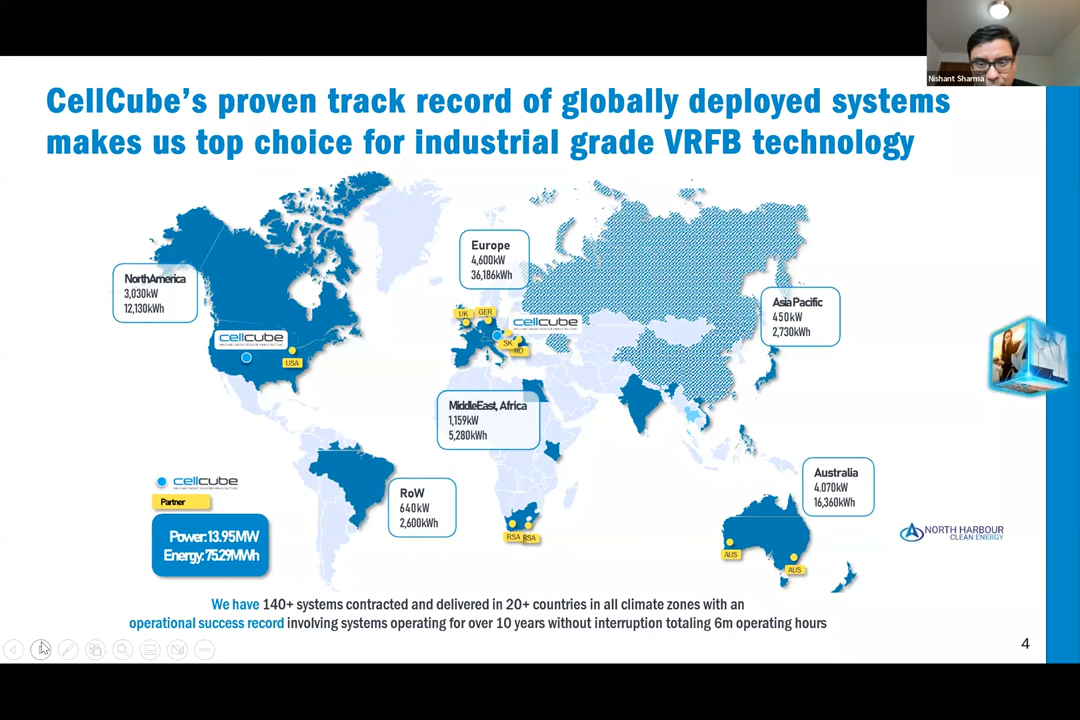 Nishant Sharma
CellCube's proven track record of globally deployed systems
makes us top choice for industrial grade VRFB technology
Europe
4,600kW
36,186kWh
North America
3,030kW
12,130kWh
Asia Pacific
450kW
2,730kWh
UK
GER
cellcube
SK
RO
cellcube
USA
Middle East, Africa
1,159kW
5,280kWh
Australia
4.070kW
16,360kWh
RoW
640kW
2,600kWh
cellcube
Partner
Power: 13.95MW
Energy: 75.29MWh
RSA
RSA
AUS
AUS
NORTH HARBOUR
CLEAN ENERGY
We have 140+ systems contracted and delivered in 20+ countries in all climate zones with an
operational success record involving systems operating for over 10 years without interruption totaling 6m operating hours
4